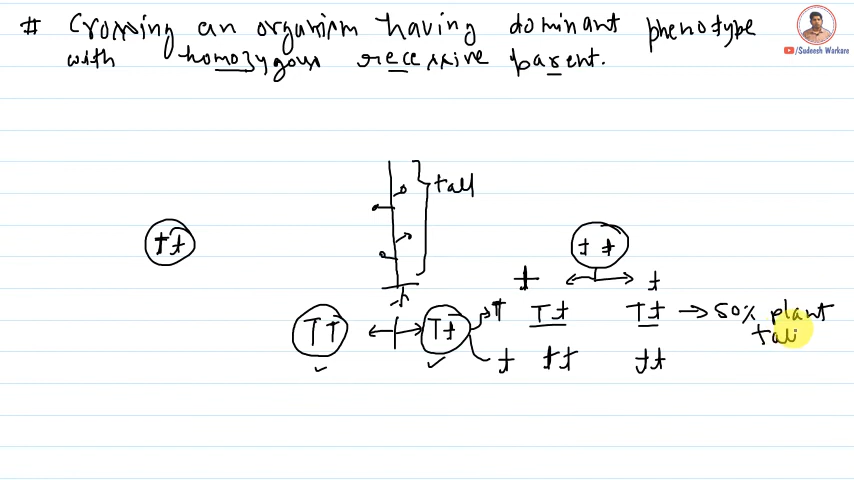 # Crossing an organism having dominant phenotype
with homozygous recessive parent.
/Sudeesh Warkare
tall
tt
t t
t t
TT
Tt
T Tt Tt → 50% plant
tall
t tt tt